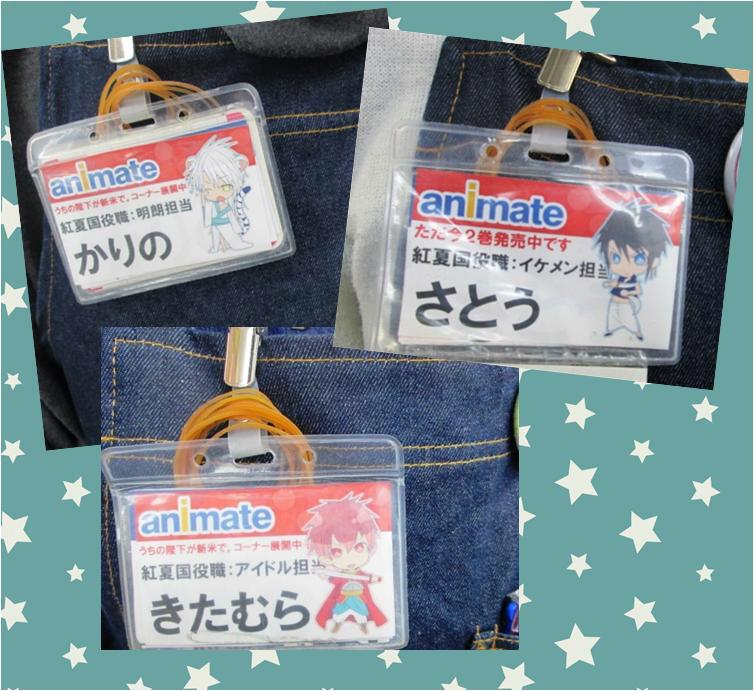 animate
うちの陛下が新米で。コーナー展開中
紅夏国役職:明朗担当
かりの
animate
ただ今2巻発売中です
紅夏国役職:イケメン担当
さとう
animate
うちの陛下が新米で。コーナー展開中
紅夏国役職:アイドル担当
きたむら